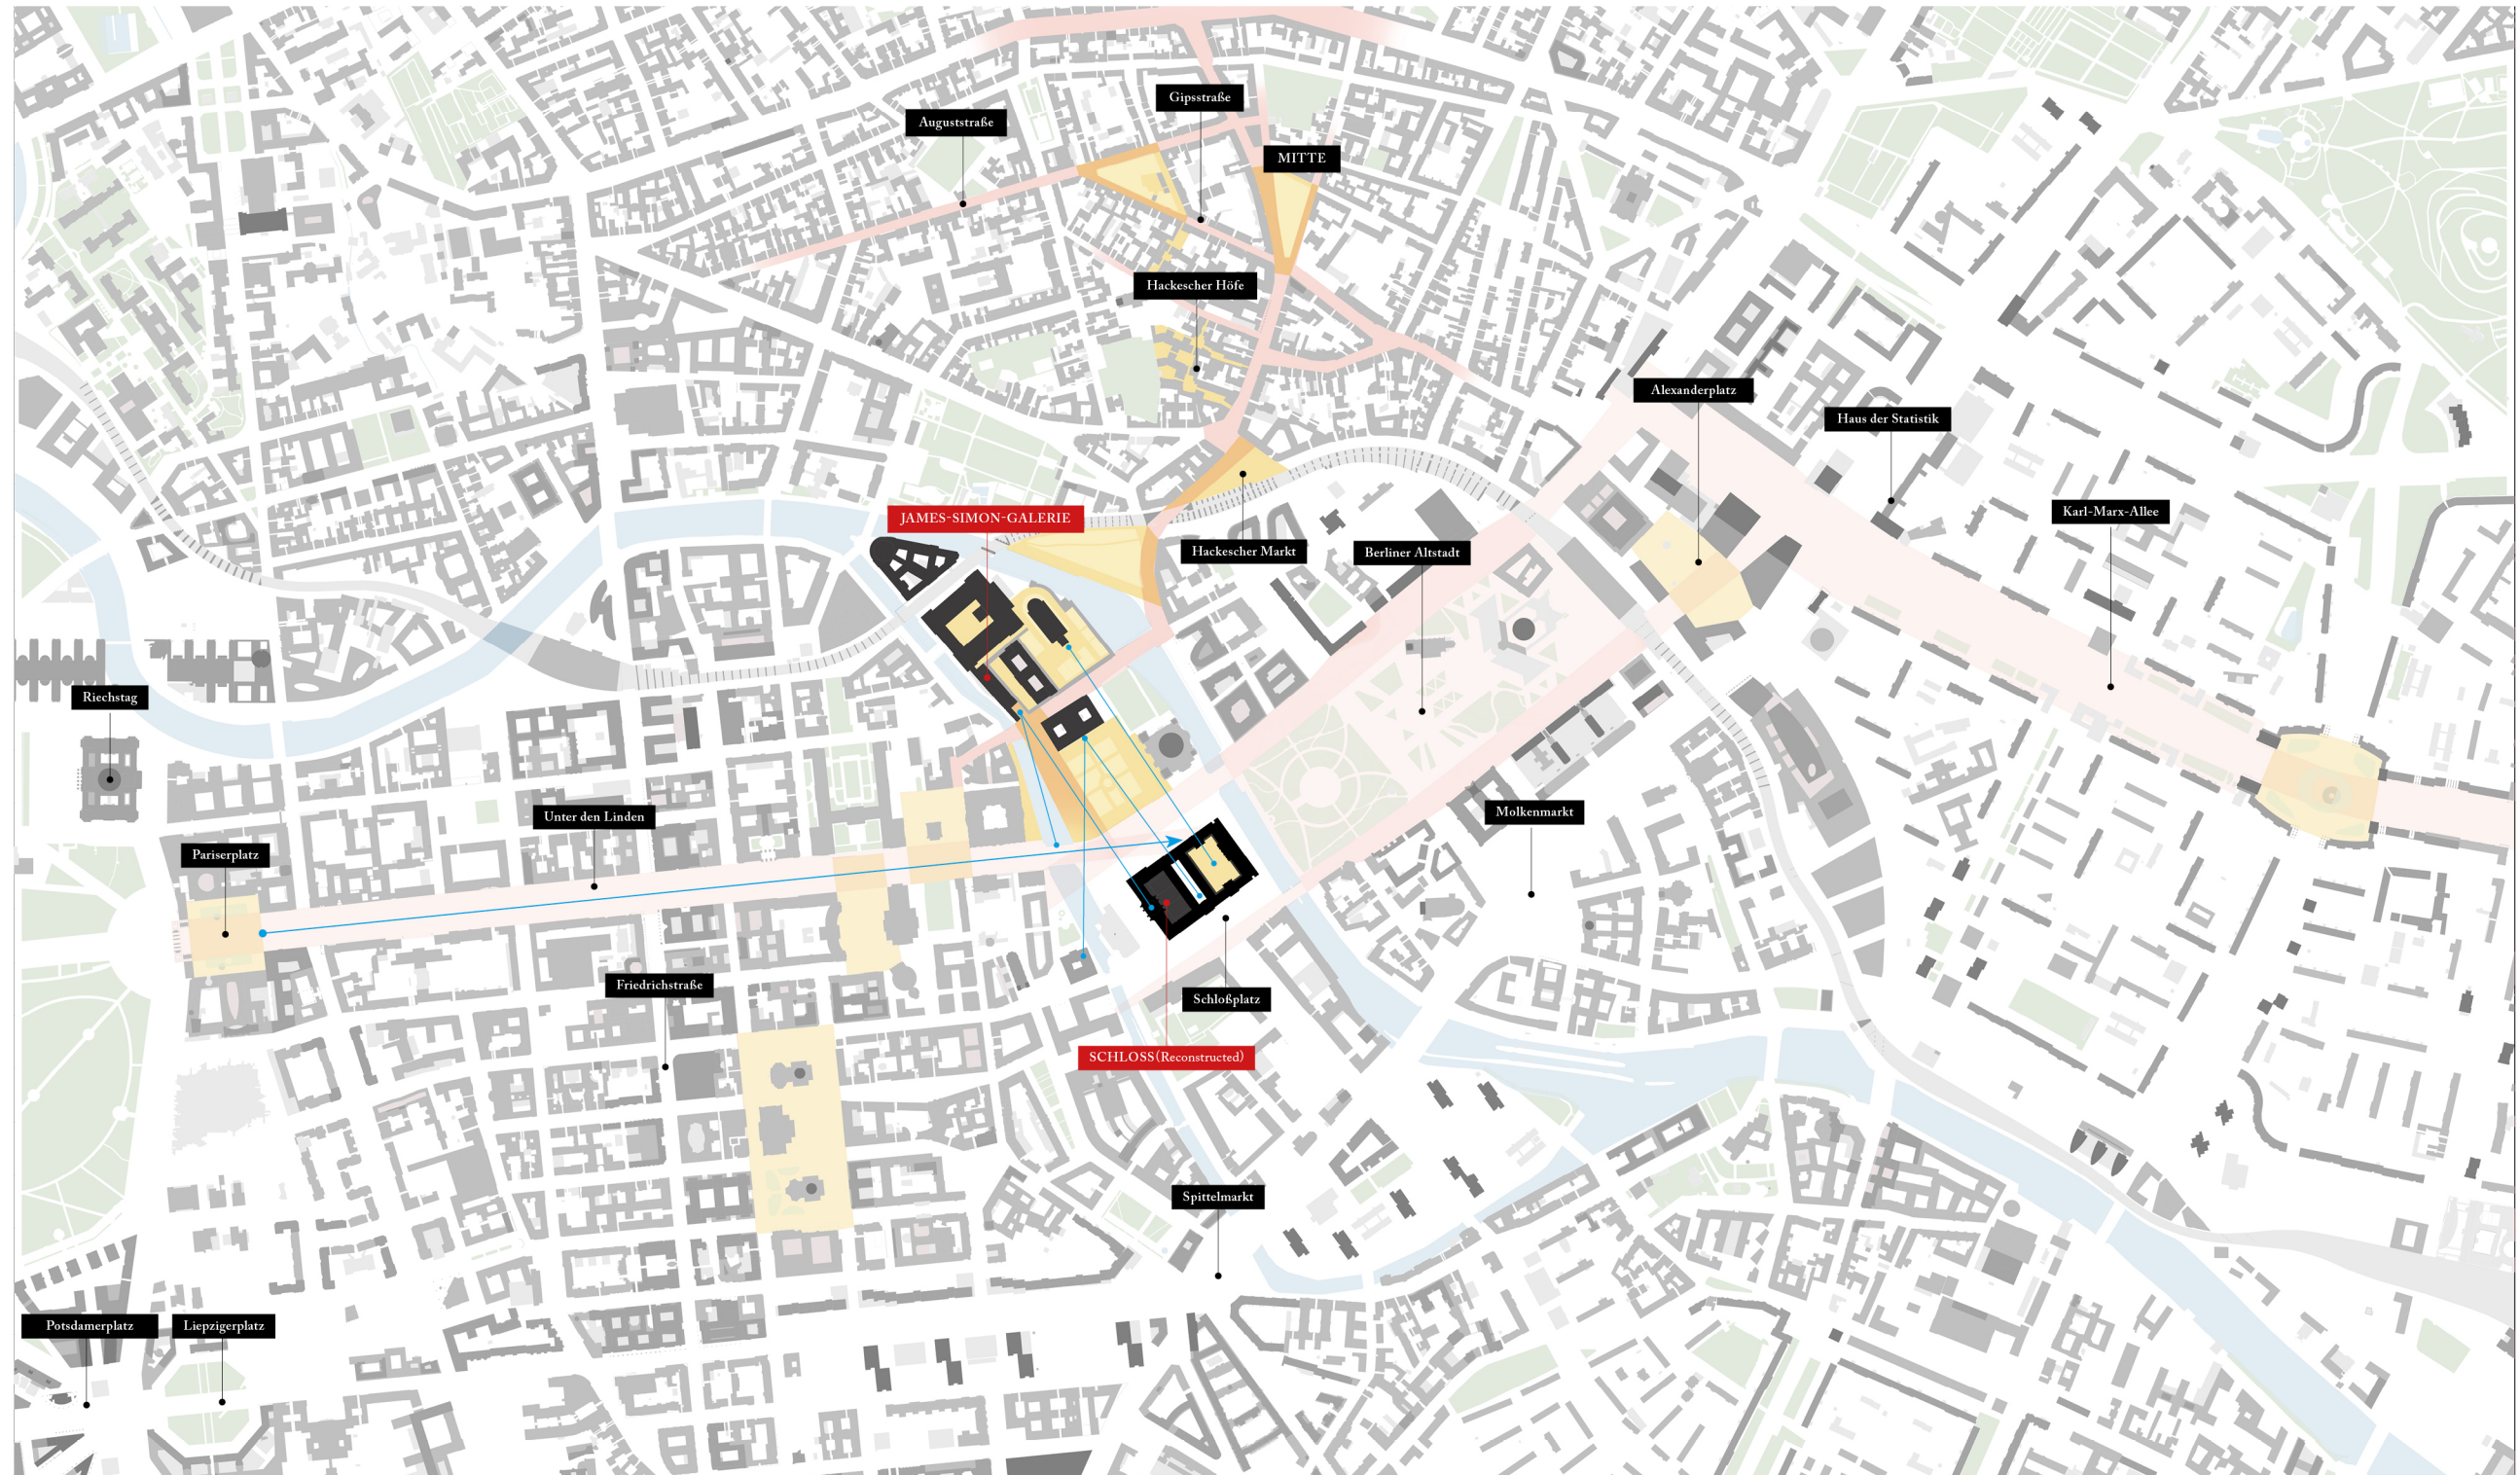 Gipsstraße
Auguststraße
MITTE
Hackescher Höfe
Alexanderplatz
Haus der Statistik
Karl-Marx-Allee
JAMES-SIMON-GALERIE
Hackescher Markt
Berliner Altstadt
Riechstag
Unter den Linden
Molkenmarkt
Pariserplatz
Friedrichstraße
Schloßplatz
SCHLOSS(Reconstructed)
Spittelmarkt
Potsdamerplatz
Liepzigerplatz